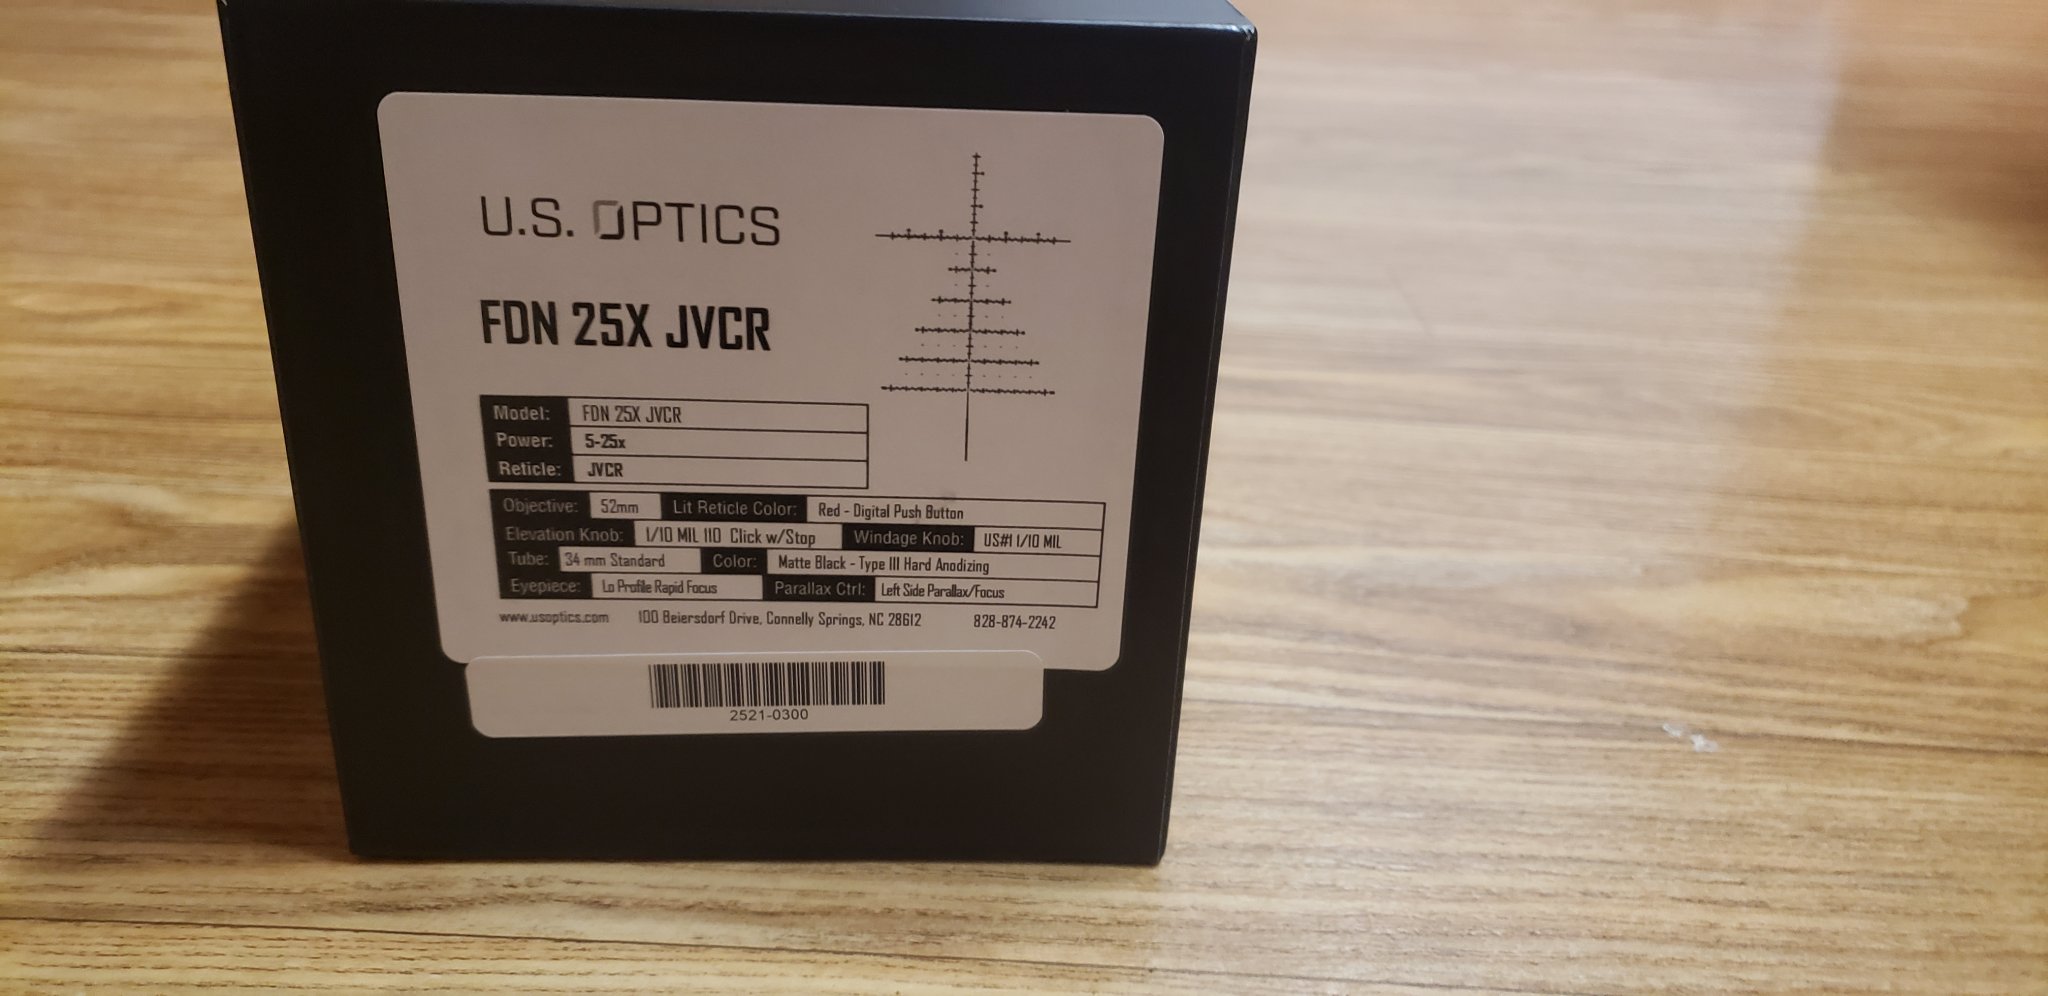 U.S. OPTICS
FDN 25X JVCR
Model: FDN 25X JVCR
Power: 5-25x
Reticle: JVCR
Objective: 52mm Lit Reticle Color: Red - Digital Push Button
Elevation Knob: 1/10 MIL 110 Click w/Stop Windage Knob: US#1 1/10 MIL
Tube: 34 mm Standard Color: Matte Black - Type III Hard Anodizing
Eyepiece: Lo Profile Rapid Focus Parallax Ctrl: Left Side Parallax/Focus
www.usoptics.com 100 Beiersdorf Drive, Connelly Springs, NC 28612 828-874-2242
2521-0300